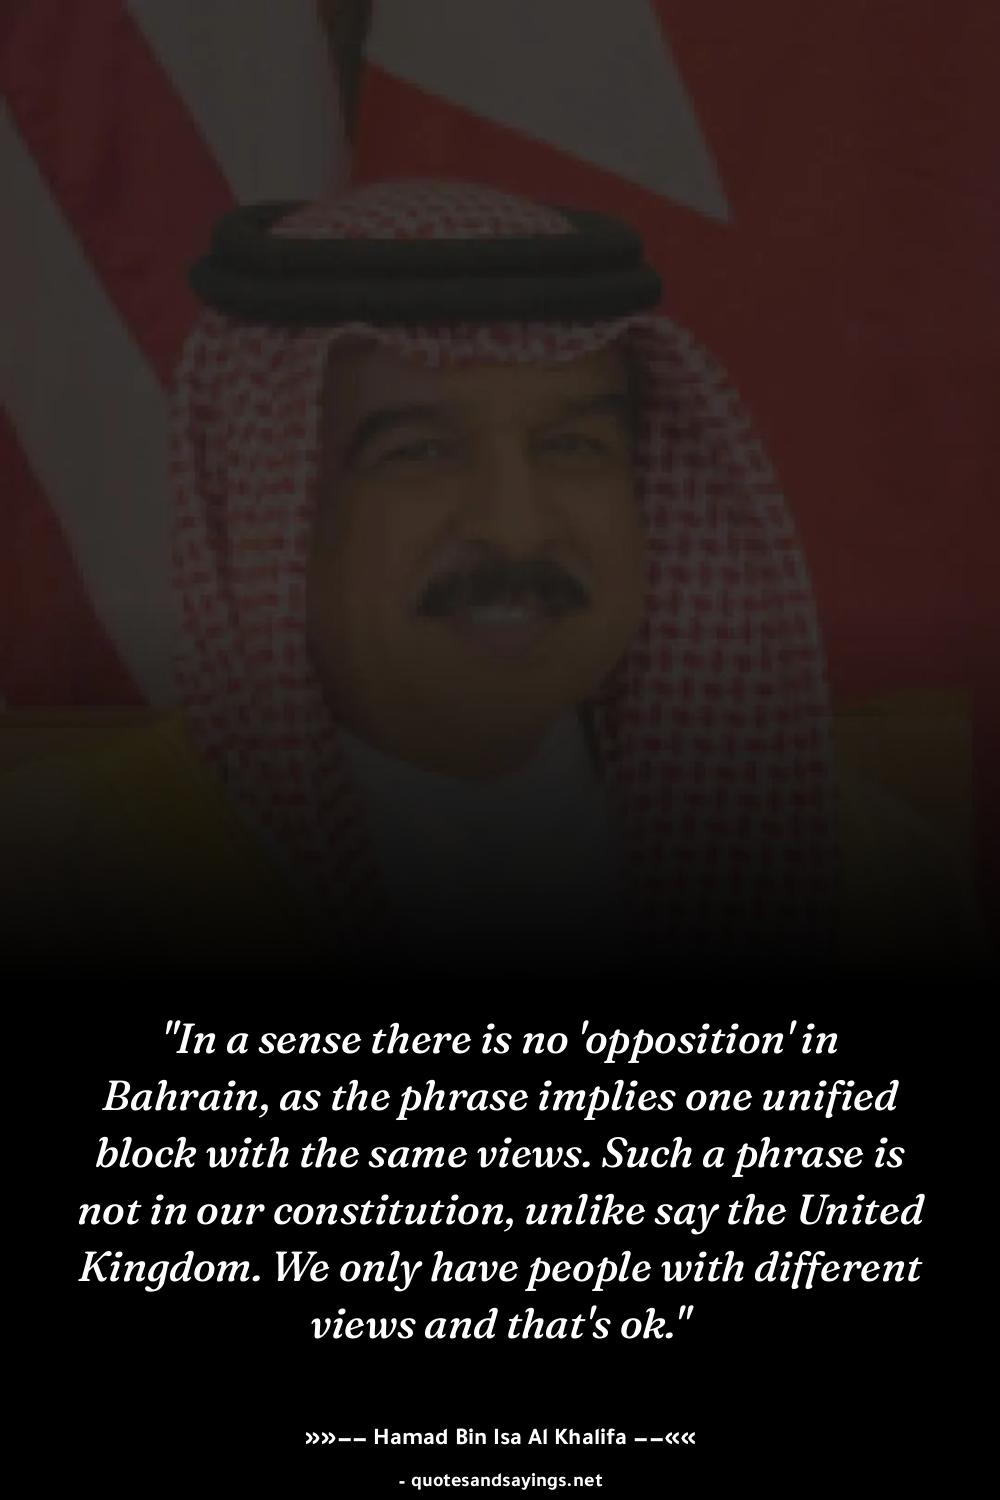 "In a sense there is no 'opposition' in
Bahrain, as the phrase implies one unified
block with the same views. Such a phrase is
not in our constitution, unlike say the United
Kingdom. We only have people with different
views and that's ok."
»»–– Hamad Bin Isa Al Khalifa ––««
- quotesandsayings.net